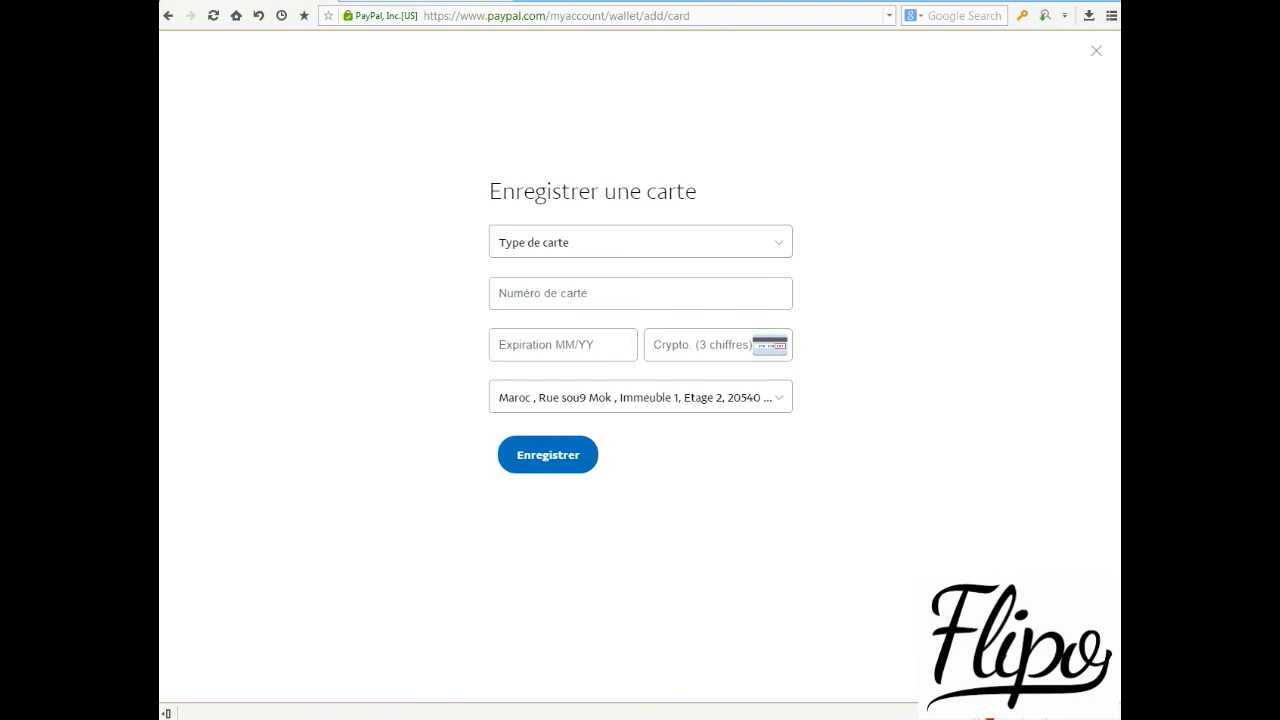 PayPal, Inc.[US]
https://www.paypal.com/myaccount/wallet/add/card
Google Search
Enregistrer une carte
Type de carte
Numéro de carte
Expiration MM/YY
Crypto. (3 chiffres)
Maroc , Rue sou9 Mok , Immeuble 1, Etage 2, 20540 ...
Enregistrer
Flipo